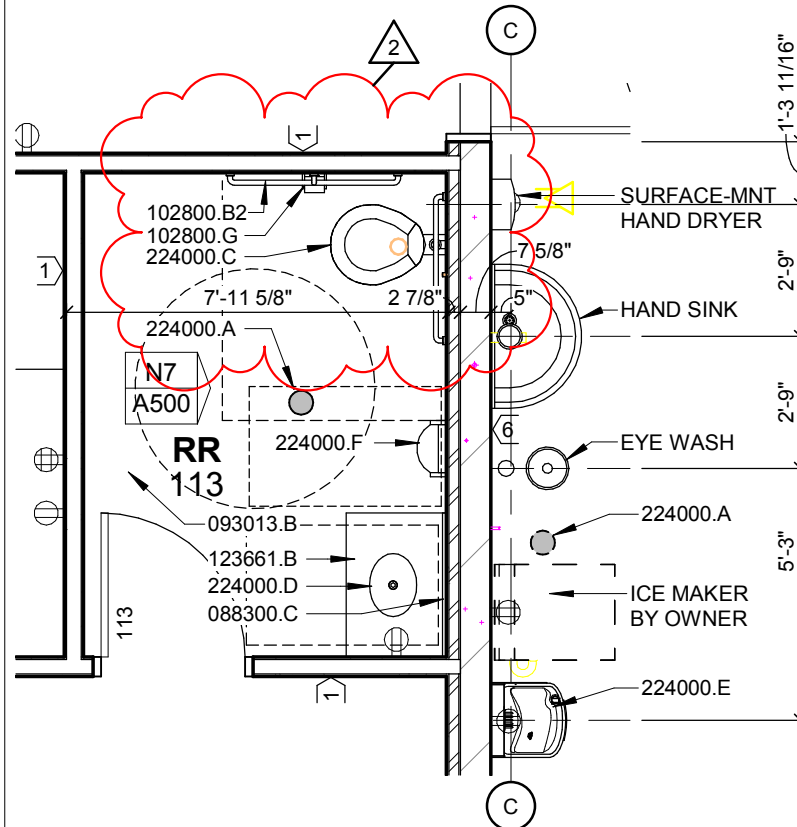 C
2
1'-3 11/16"
1
102800.B2
102800.G
224000.C
SURFACE-MNT
HAND DRYER
1
7 5/8"
2'-9"
7'-11 5/8"
2 7/8"
5"
HAND SINK
224000.A
N7
A500
2'-9"
RR
113
224000.F
6
EYE WASH
093013.B
224000.A
123661.B
224000.D
088300.C
5'-3"
ICE MAKER
BY OWNER
113
1
224000.E
C